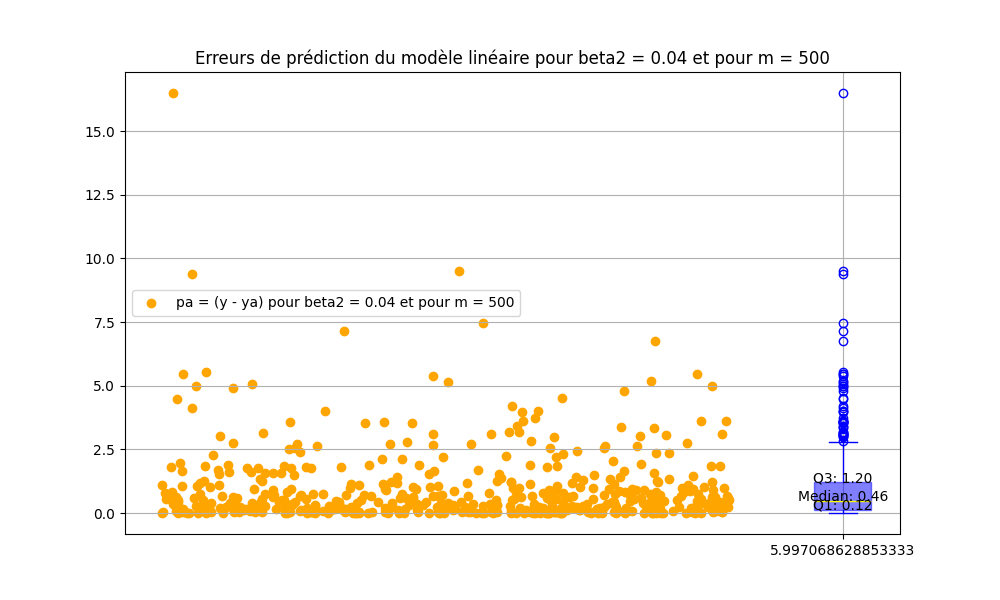 Erreurs de prédiction du modèle linéaire pour beta2 = 0.04 et pour m = 500
15.0
12.5
10.0
7.5
5.0
2.5
0.0
pa = (y - ya) pour beta2 = 0.04 et pour m = 500
Q3: 1.20
Median: 0.46
Q1: 0.12
5.997068628853333